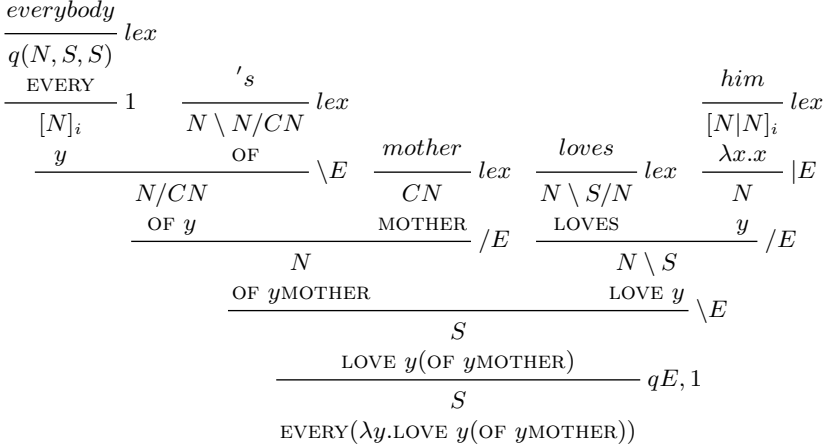 everybody
lex
q(N, S, S)
EVERY
1
's
lex
him
lex
[N]_i
N \ N/CN
[N|N]_i
y
OF
\E
mother
lex
loves
lex
λx.x
|E
N/CN
CN
N \ S/N
N
OF y
MOTHER
/E
LOVES
y
/E
N
N \ S
OF yMOTHER
LOVE y
\E
S
LOVE y(OF yMOTHER)
qE, 1
S
EVERY(λy.LOVE y(OF yMOTHER))